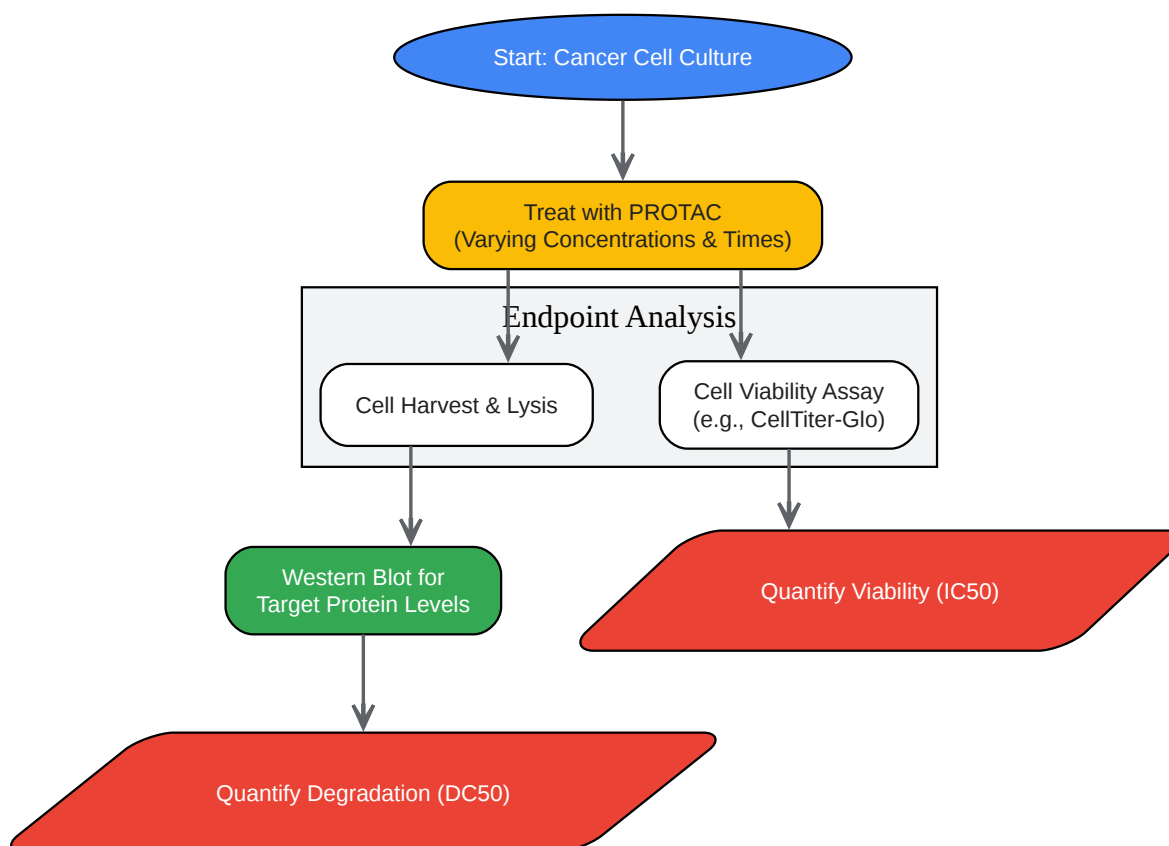 Start: Cancer Cell Culture
Treat with PROTAC
(Varying Concentrations & Times)
Endpoint Analysis
Cell Harvest & Lysis
Cell Viability Assay
(e.g., CellTiter-Glo)
Western Blot for
Target Protein Levels
Quantify Viability (IC50)
Quantify Degradation (DC50)